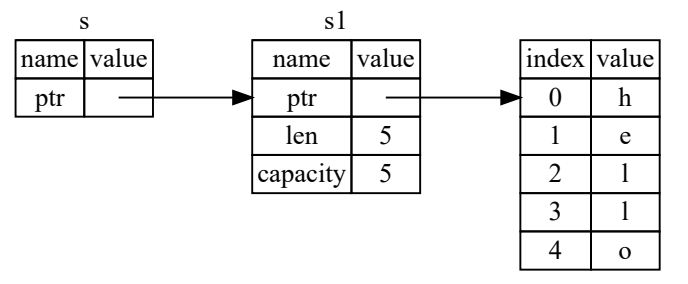 s s1
name value name value index value
ptr ptr 0 h
len 5 1 e
capacity 5 2 l
3 l
4 o